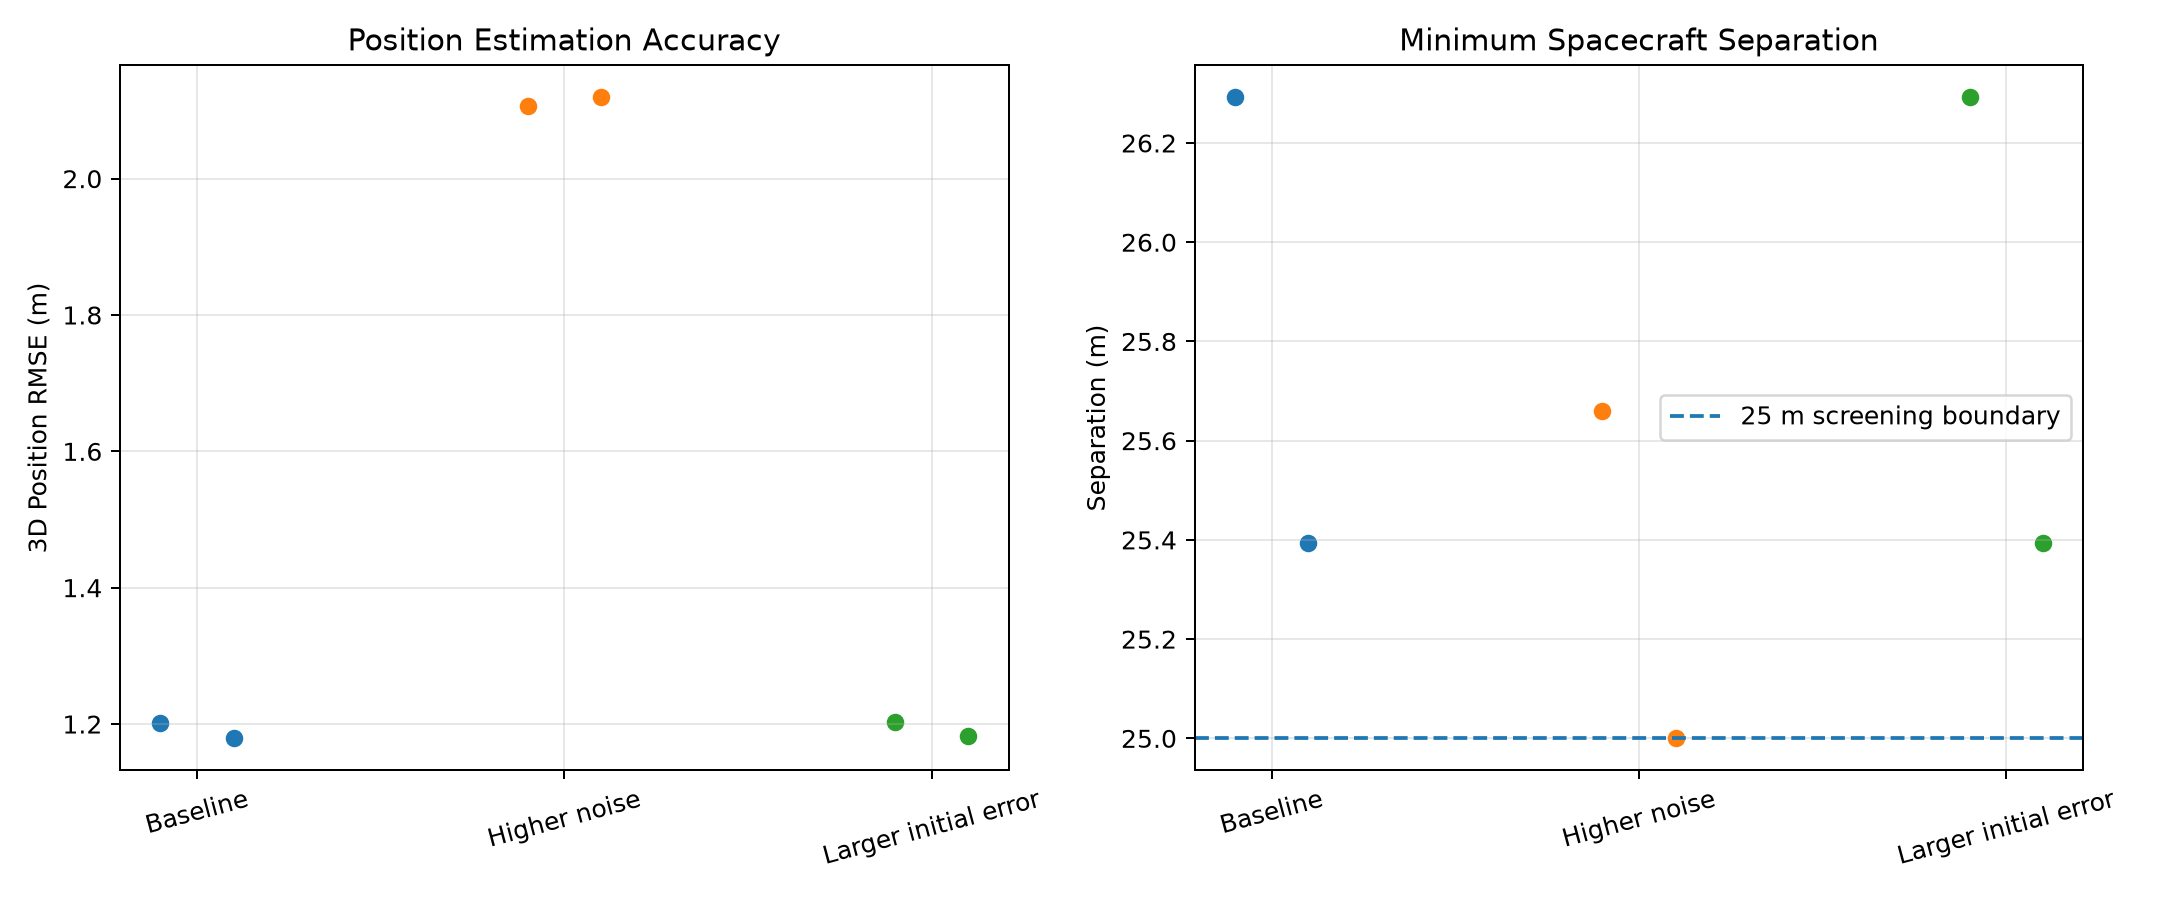 Position Estimation Accuracy
3D Position RMSE (m)
2.0
1.8
1.6
1.4
1.2
Baseline
Higher noise
Larger initial error
Minimum Spacecraft Separation
Separation (m)
26.2
26.0
25.8
25.6
25.4
25.2
25.0
25 m screening boundary
Baseline
Higher noise
Larger initial error